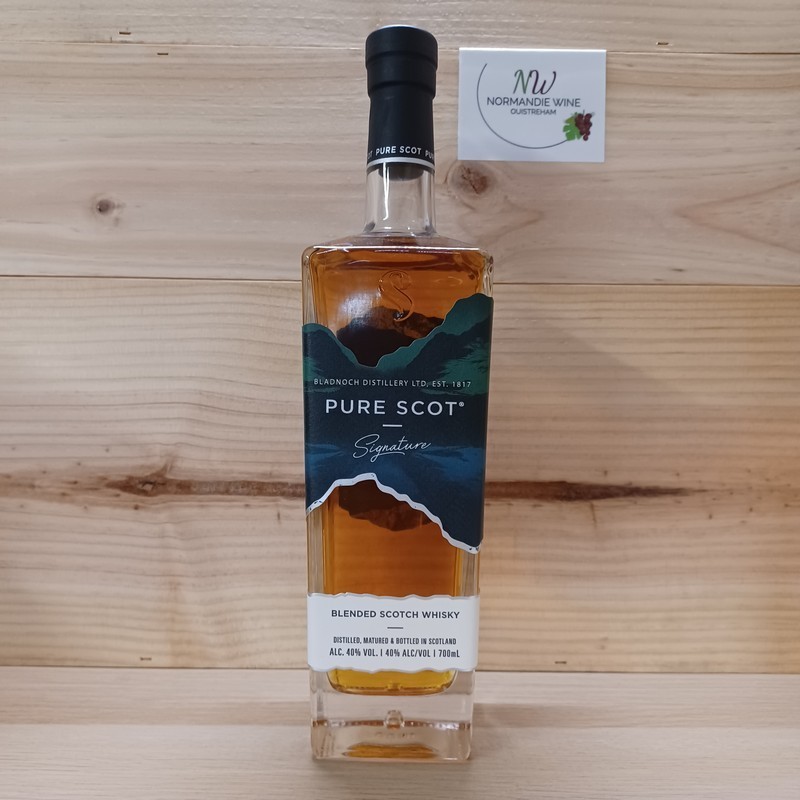 NW
NORMANDIE WINE
OUISTREHAM
PURE SCOT
BLADNOCH DISTILLERY LTD, EST. 1817
PURE SCOT®
Signature
BLENDED SCOTCH WHISKY
DISTILLED, MATURED & BOTTLED IN SCOTLAND
ALC. 40% VOL. | 40% ALC/VOL | 700mL